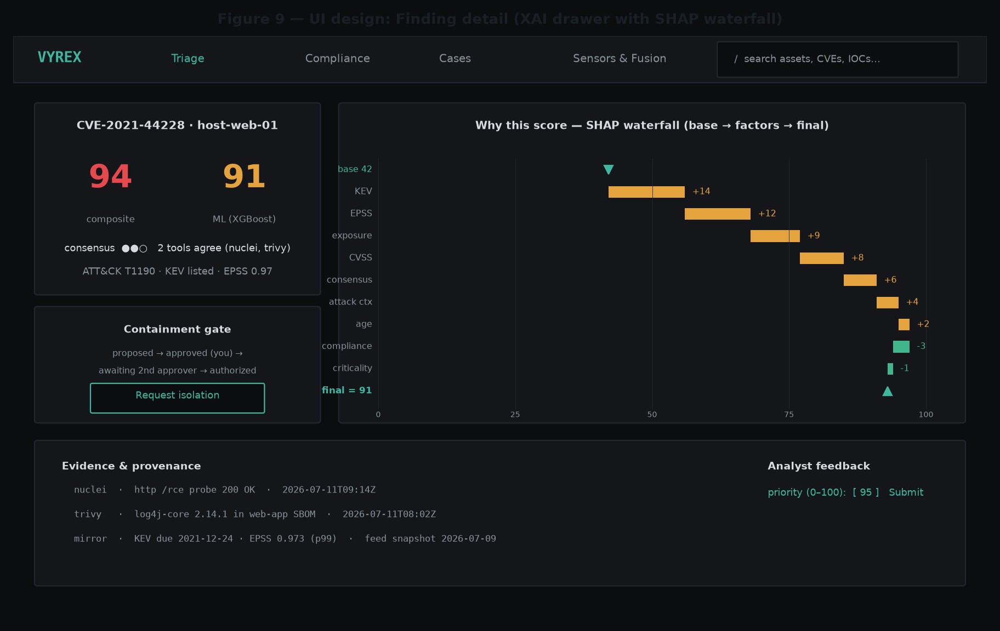 Figure 9 — UI design: Finding detail (XAI drawer with SHAP waterfall)
VYREX Triage Compliance Cases Sensors & Fusion / search assets, CVEs, IOCs…
CVE-2021-44228 · host-web-01
94 91
composite ML (XGBoost)
consensus ●●○ 2 tools agree (nuclei, trivy)
ATT&CK T1190 · KEV listed · EPSS 0.97
Containment gate
proposed → approved (you) →
awaiting 2nd approver → authorized
Request isolation
Why this score — SHAP waterfall (base → factors → final)
base 42
KEV +14
EPSS +12
exposure +9
CVSS +8
consensus +6
attack ctx +4
age +2
compliance -3
criticality -1
final = 91
0 25 50 75 100
Evidence & provenance
nuclei · http /rce probe 200 OK · 2026-07-11T09:14Z
trivy · log4j-core 2.14.1 in web-app SBOM · 2026-07-11T08:02Z
mirror · KEV due 2021-12-24 · EPSS 0.973 (p99) · feed snapshot 2026-07-09
Analyst feedback
priority (0–100): [ 95 ] Submit